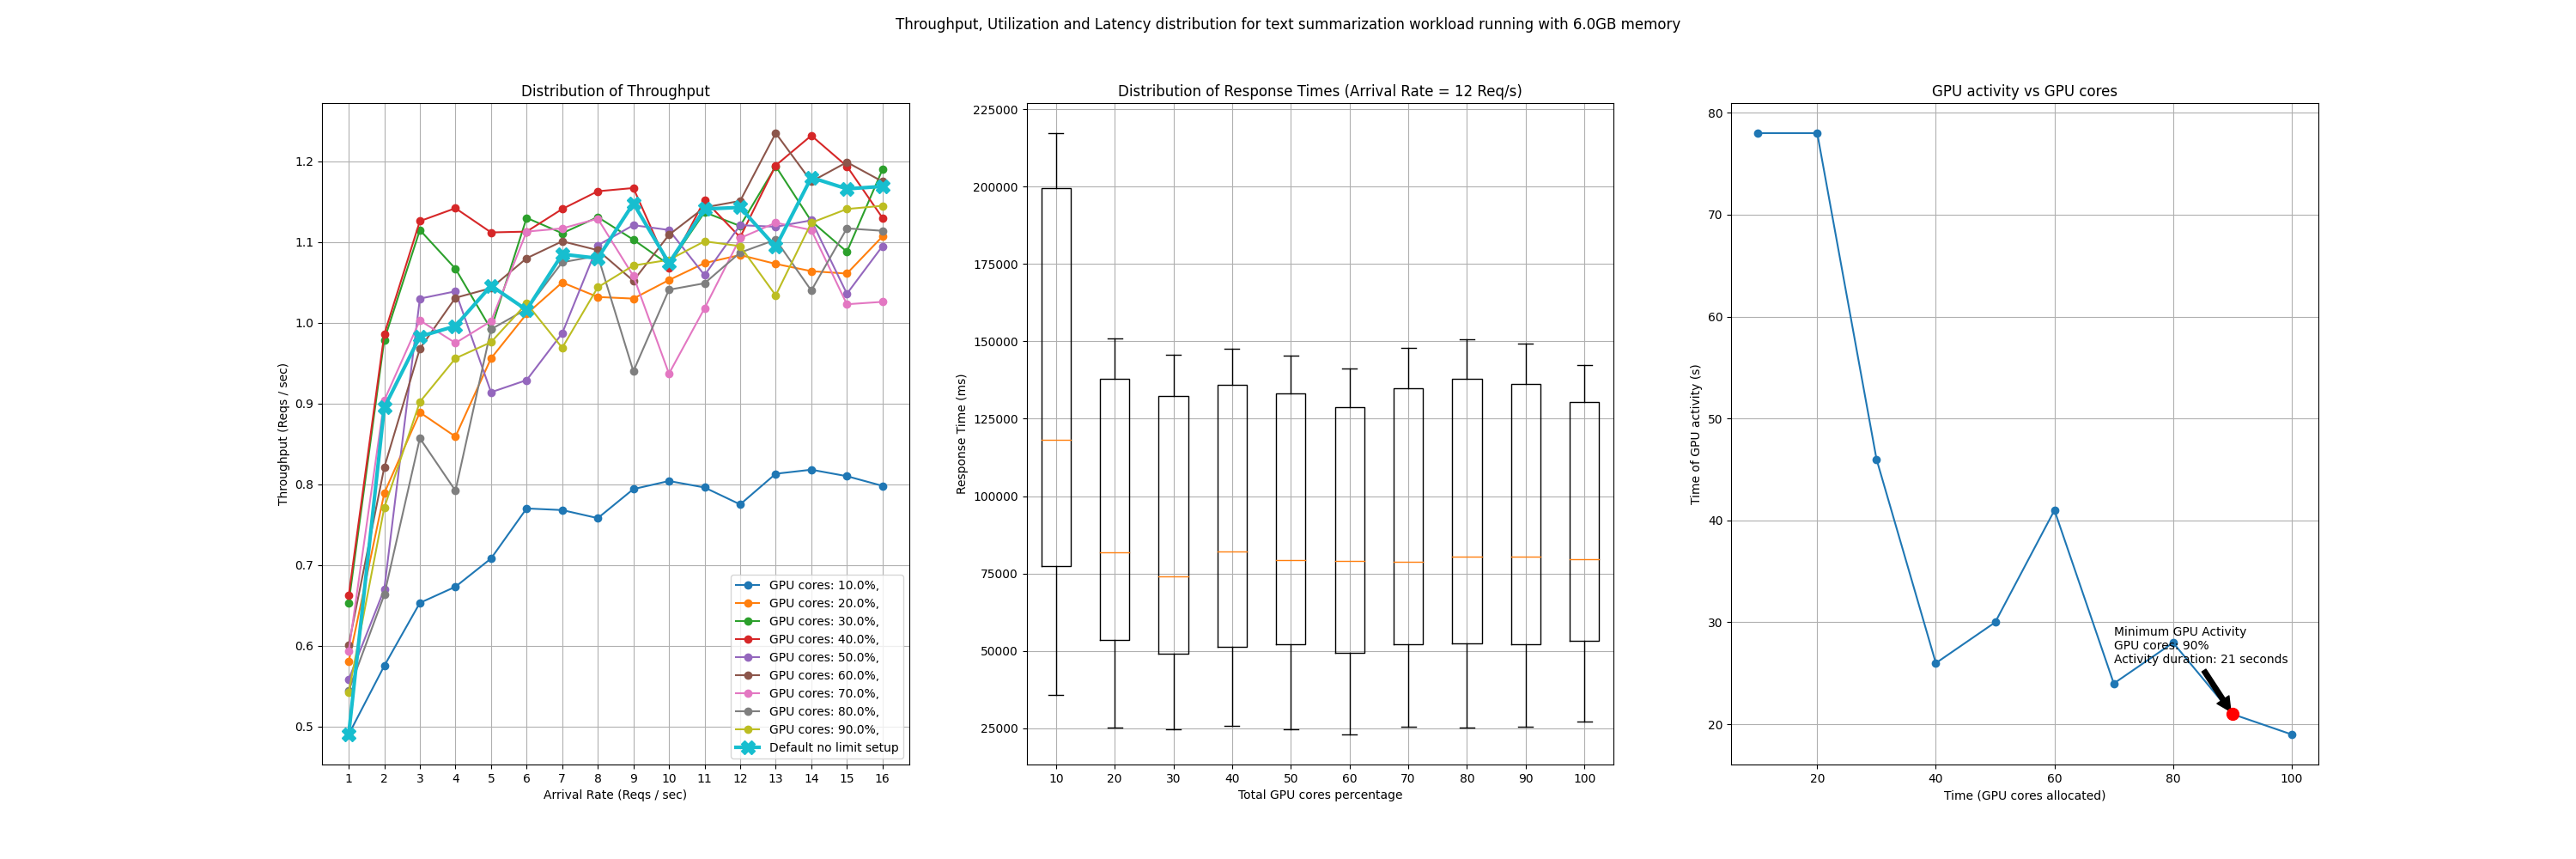 Throughput, Utilization and Latency distribution for text summarization workload running with 6.0GB memory
Distribution of Throughput
Throughput (Reqs / sec)
1.2
1.1
1.0
0.9
0.8
0.7
0.6
0.5
GPU cores: 10.0%,
GPU cores: 20.0%,
GPU cores: 30.0%,
GPU cores: 40.0%,
GPU cores: 50.0%,
GPU cores: 60.0%,
GPU cores: 70.0%,
GPU cores: 80.0%,
GPU cores: 90.0%,
Default no limit setup
1 2 3 4 5 6 7 8 9 10 11 12 13 14 15 16
Arrival Rate (Reqs / sec)
Distribution of Response Times (Arrival Rate = 12 Req/s)
Response Time (ms)
225000
200000
175000
150000
125000
100000
75000
50000
25000
10 20 30 40 50 60 70 80 90 100
Total GPU cores percentage
GPU activity vs GPU cores
Time of GPU activity (s)
80
70
60
50
40
30
20
Minimum GPU Activity
GPU cores: 90%
Activity duration: 21 seconds
20 40 60 80 100
Time (GPU cores allocated)